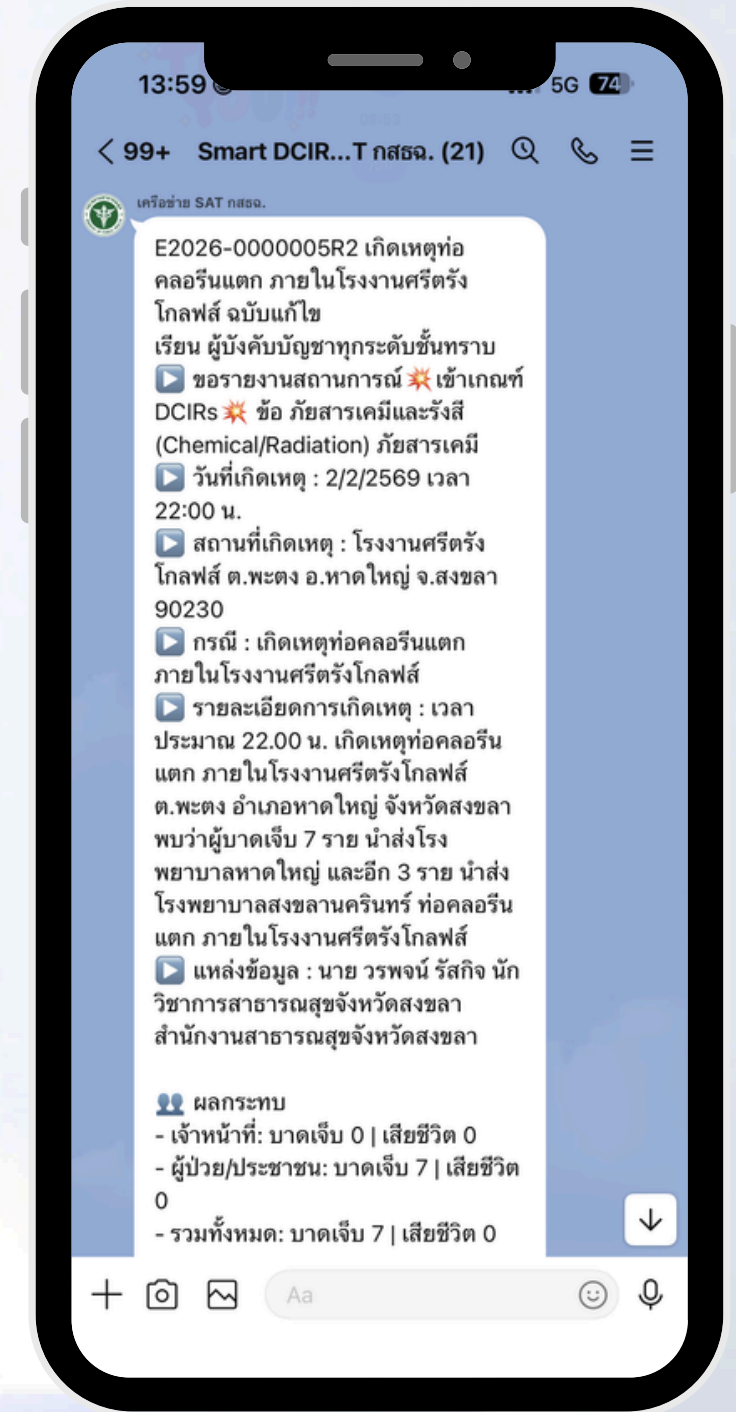 13:59
5G 74
99+ Smart DCIR...T กสธฉ. (21)
เครือข่าย SAT กสธฉ.
E2026-0000005R2 เกิดเหตุท่อ
คลอรีนแตก ภายในโรงงานศรีตรัง
โกลฟส์ ฉบับแก้ไข
เรียน ผู้บังคับบัญชาทุกระดับชั้นทราบ
▶️ ขอรายงานสถานการณ์💥เข้าเกณฑ์
DCIRs💥 ข้อ ภัยสารเคมีและรังสี
(Chemical/Radiation) ภัยสารเคมี
▶️ วันที่เกิดเหตุ : 2/2/2569 เวลา
22:00 น.
▶️ สถานที่เกิดเหตุ : โรงงานศรีตรัง
โกลฟส์ ต.พะตง อ.หาดใหญ่ จ.สงขลา
90230
▶️ กรณี : เกิดเหตุท่อคลอรีนแตก
ภายในโรงงานศรีตรังโกลฟส์
▶️ รายละเอียดการเกิดเหตุ : เวลา
ประมาณ 22.00 น. เกิดเหตุท่อคลอรีน
แตก ภายในโรงงานศรีตรังโกลฟส์
ต.พะตง อำเภอหาดใหญ่ จังหวัดสงขลา
พบว่าผู้บาดเจ็บ 7 ราย นำส่งโรง
พยาบาลหาดใหญ่ และอีก 3 ราย นำส่ง
โรงพยาบาลสงขลานครินทร์ ท่อคลอรีน
แตก ภายในโรงงานศรีตรังโกลฟส์
▶️ แหล่งข้อมูล : นาย วรพจน์ รัสกิจ นัก
วิชาการสาธารณสุขจังหวัดสงขลา
สำนักงานสาธารณสุขจังหวัดสงขลา
👥 ผลกระทบ
- เจ้าหน้าที่: บาดเจ็บ 0 | เสียชีวิต 0
- ผู้ป่วย/ประชาชน: บาดเจ็บ 7 | เสียชีวิต
0
- รวมทั้งหมด: บาดเจ็บ 7 | เสียชีวิต 0
Aa